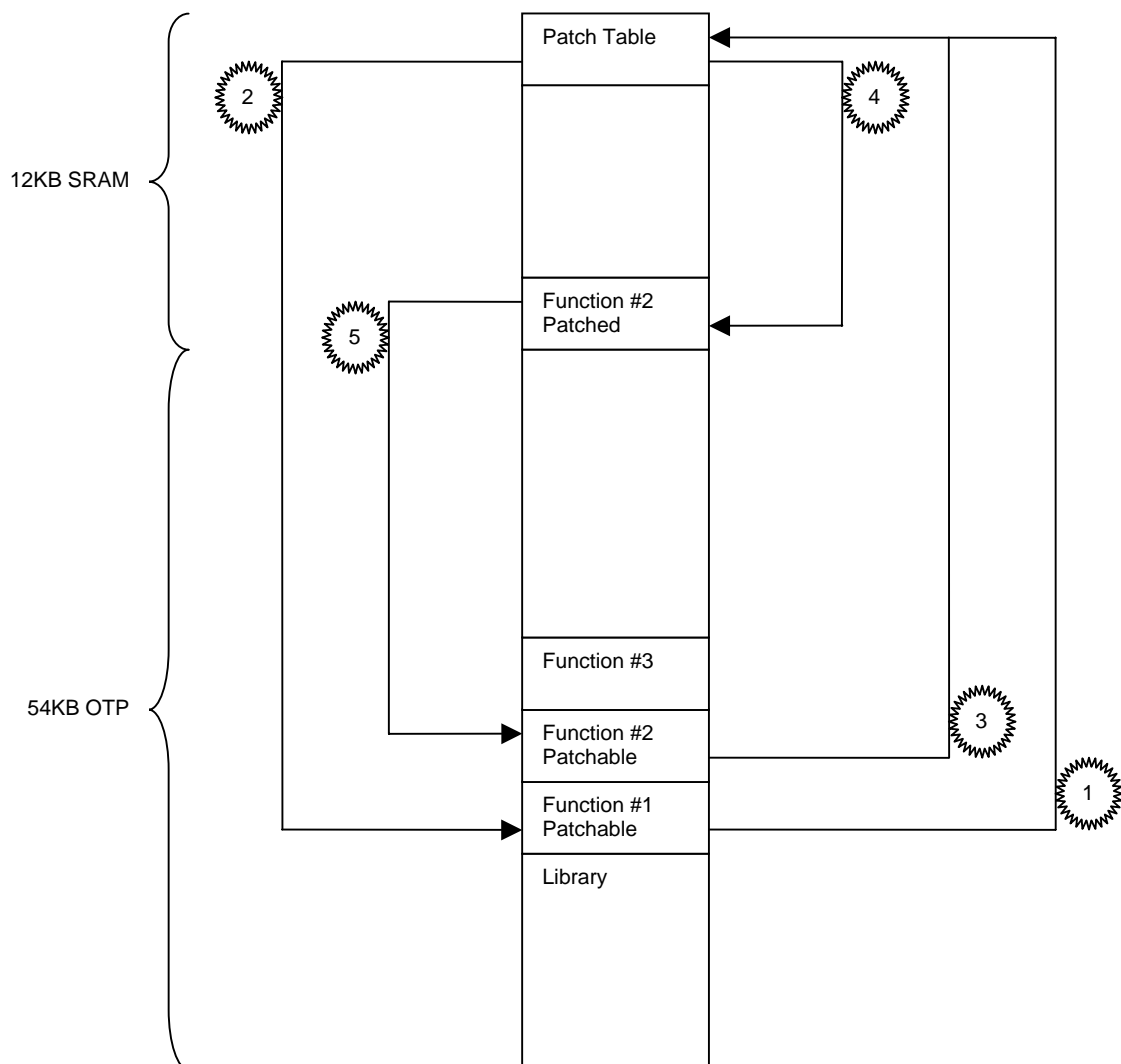 Patch Table
2
4
12KB SRAM
Function #2
Patched
5
Function #3
54KB OTP
Function #2
Patchable
3
Function #1
Patchable
1
Library